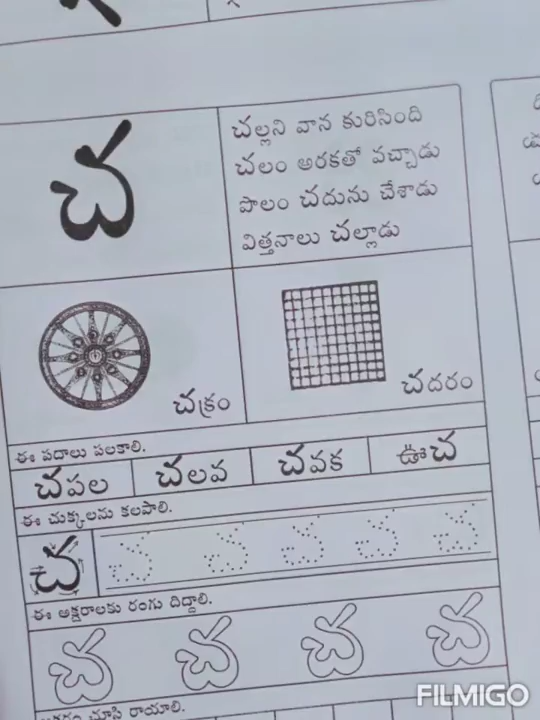 చ
చల్లని వాన కురిసింది
చలం అరకతో వచ్చాడు
పొలం చదును చేశాడు
విత్తనాలు చల్లాడు
చక్రం
చదరం
ఈ పదాలు పలకాలి.
చపల చలవ చవక ఊచ
ఈ చుక్కలను కలపాలి.
చ చ చ చ చ చ
ఈ అక్షరాలకు రంగు దిద్దాలి.
చ చ చ చ
చూసి రాయాలి.
FILMIGO